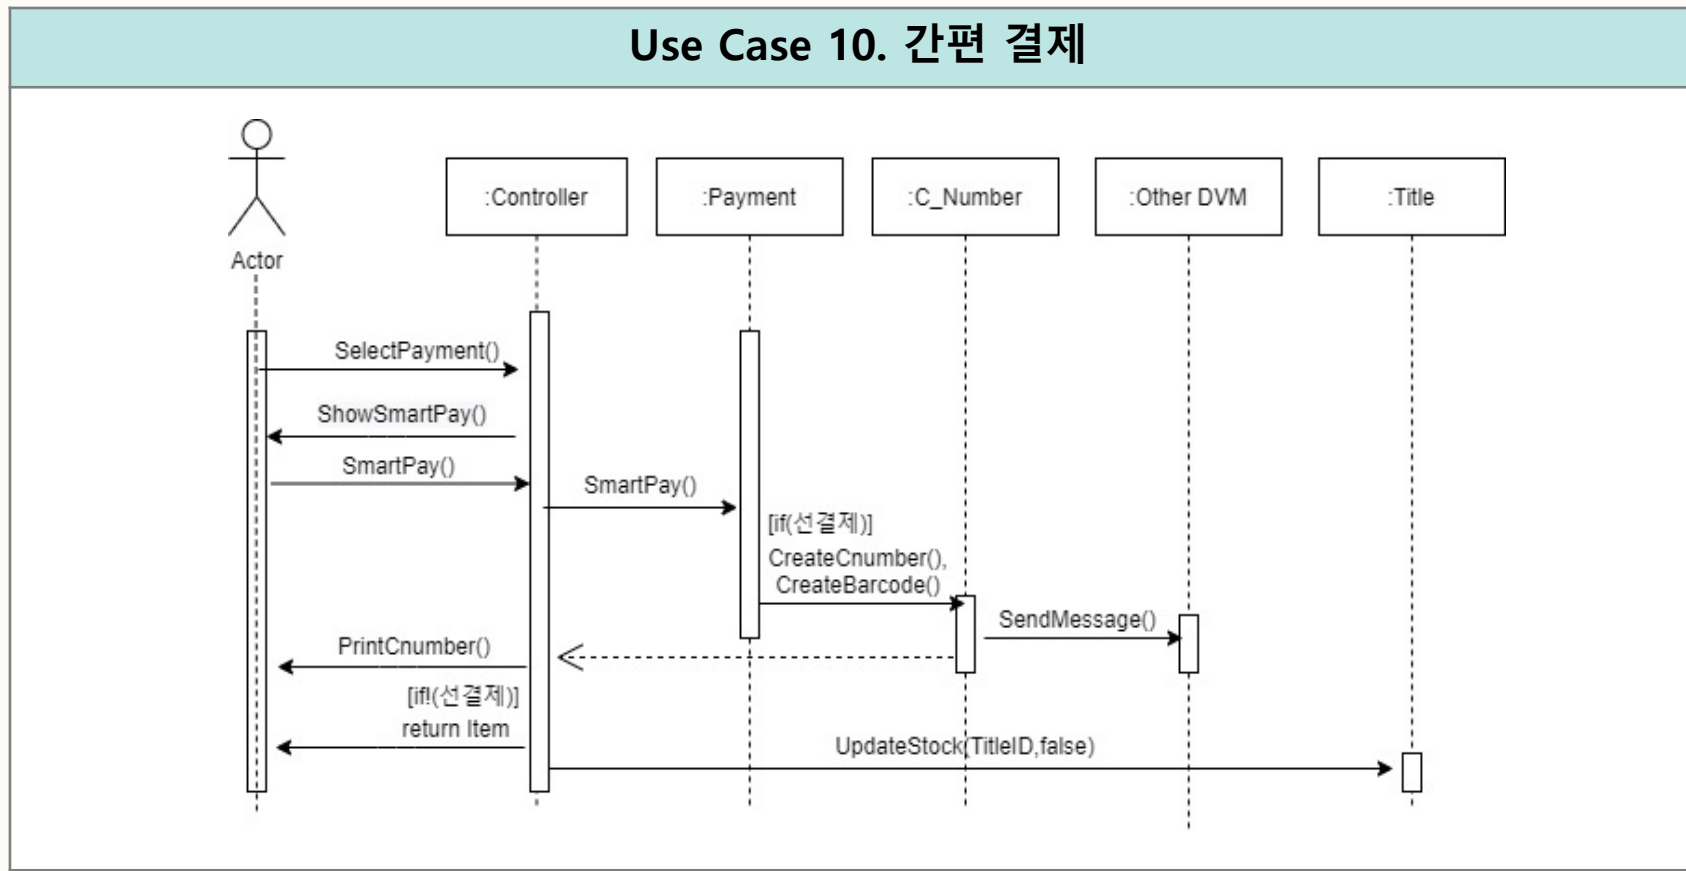 Use Case 10. 간편 결제
:Controller
:Payment
:C_Number
:Other DVM
:Title
Actor
SelectPayment()
ShowSmartPay()
SmartPay()
SmartPay()
[if(선결제)]
CreateCnumber(),
CreateBarcode()
SendMessage()
PrintCnumber()
[if!(선결제)]
return Item
UpdateStock(TitleID,false)